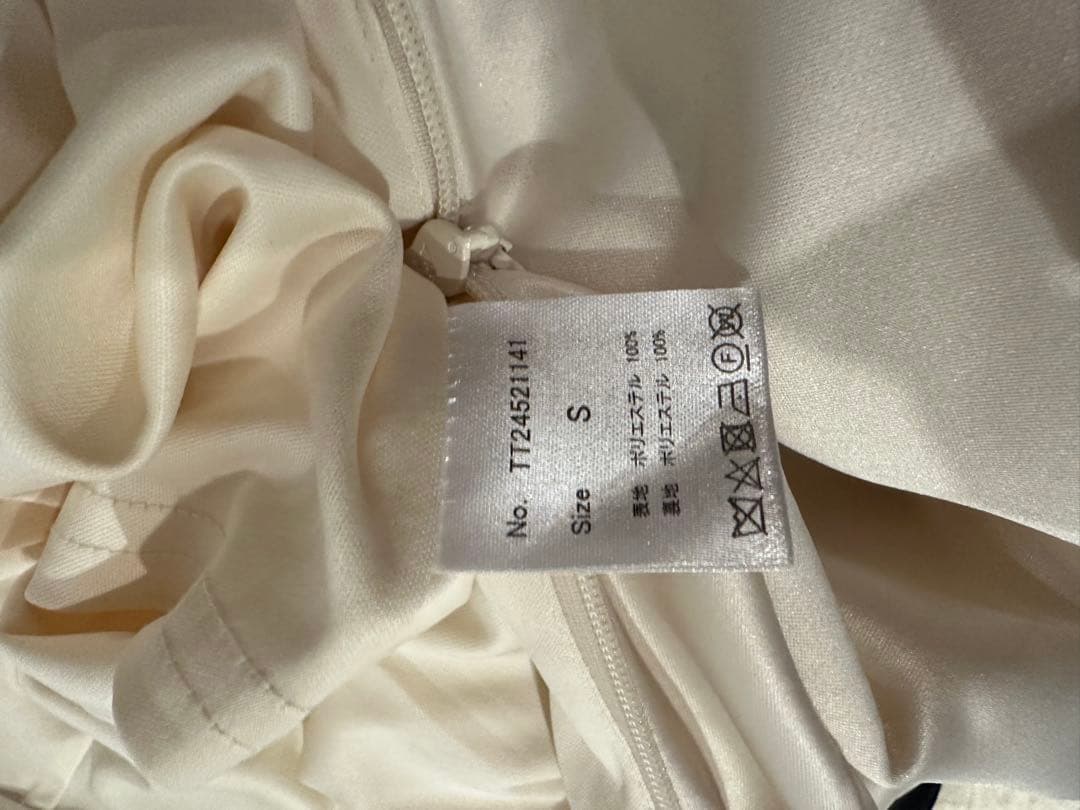 No. TT24521141
Size S
表地 ポリエステル 100%
裏地 ポリエステル 100%
F W